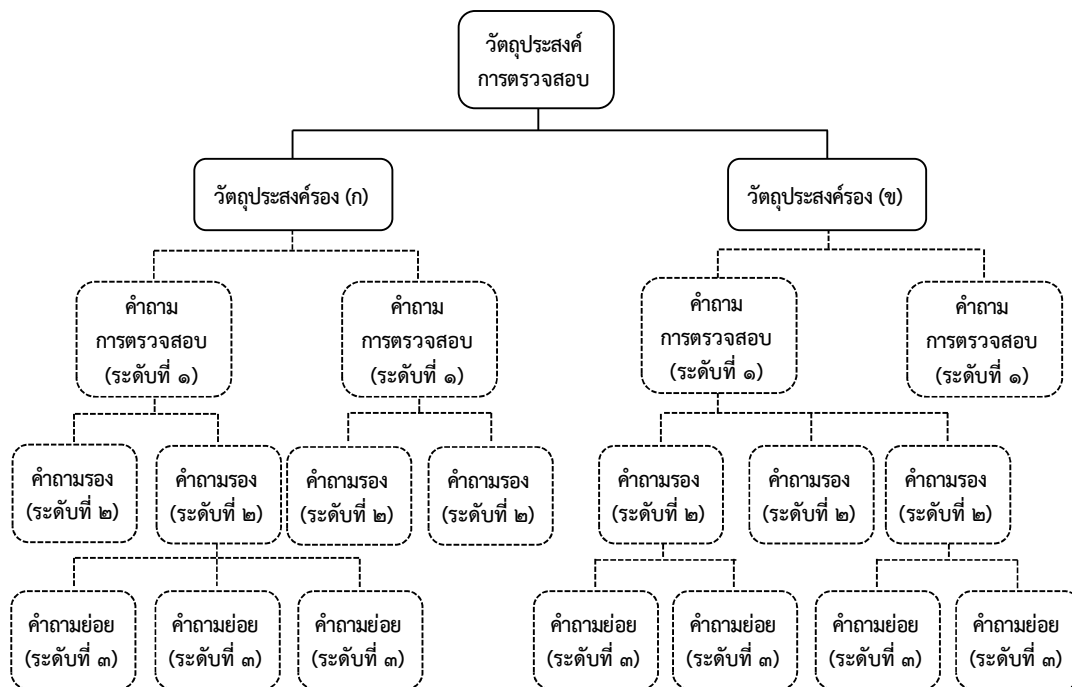 วัตถุประสงค์
การตรวจสอบ
วัตถุประสงค์รอง (ก)
วัตถุประสงค์รอง (ข)
คำถาม
การตรวจสอบ
(ระดับที่ ๑)
คำถาม
การตรวจสอบ
(ระดับที่ ๑)
คำถาม
การตรวจสอบ
(ระดับที่ ๑)
คำถาม
การตรวจสอบ
(ระดับที่ ๑)
คำถามรอง
(ระดับที่ ๒)
คำถามรอง
(ระดับที่ ๒)
คำถามรอง
(ระดับที่ ๒)
คำถามรอง
(ระดับที่ ๒)
คำถามรอง
(ระดับที่ ๒)
คำถามรอง
(ระดับที่ ๒)
คำถามรอง
(ระดับที่ ๒)
คำถามย่อย
(ระดับที่ ๓)
คำถามย่อย
(ระดับที่ ๓)
คำถามย่อย
(ระดับที่ ๓)
คำถามย่อย
(ระดับที่ ๓)
คำถามย่อย
(ระดับที่ ๓)
คำถามย่อย
(ระดับที่ ๓)
คำถามย่อย
(ระดับที่ ๓)